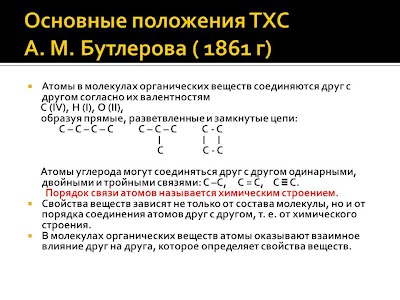 Основные положения ТХС
А. М. Бутлерова ( 1861 г)
Атомы в молекулах органических веществ соединяются друг с
другом согласно их валентностям
С (IV), Н (I), О (II),
образуя прямые, разветвленные и замкнутые цепи:
С – С – С – С С – С – С С - С
| | |
С С - С
Атомы углерода могут соединяться друг с другом одинарными,
двойными и тройными связями: С –С, С = С, С ≡ С.
Порядок связи атомов называется химическим строением.
Свойства веществ зависят не только от состава молекулы, но и от
порядка соединения атомов друг с другом, т. е. от химического
строения.
В молекулах органических веществ атомы оказывают взаимное
влияние друг на друга, которое определяет свойства веществ.